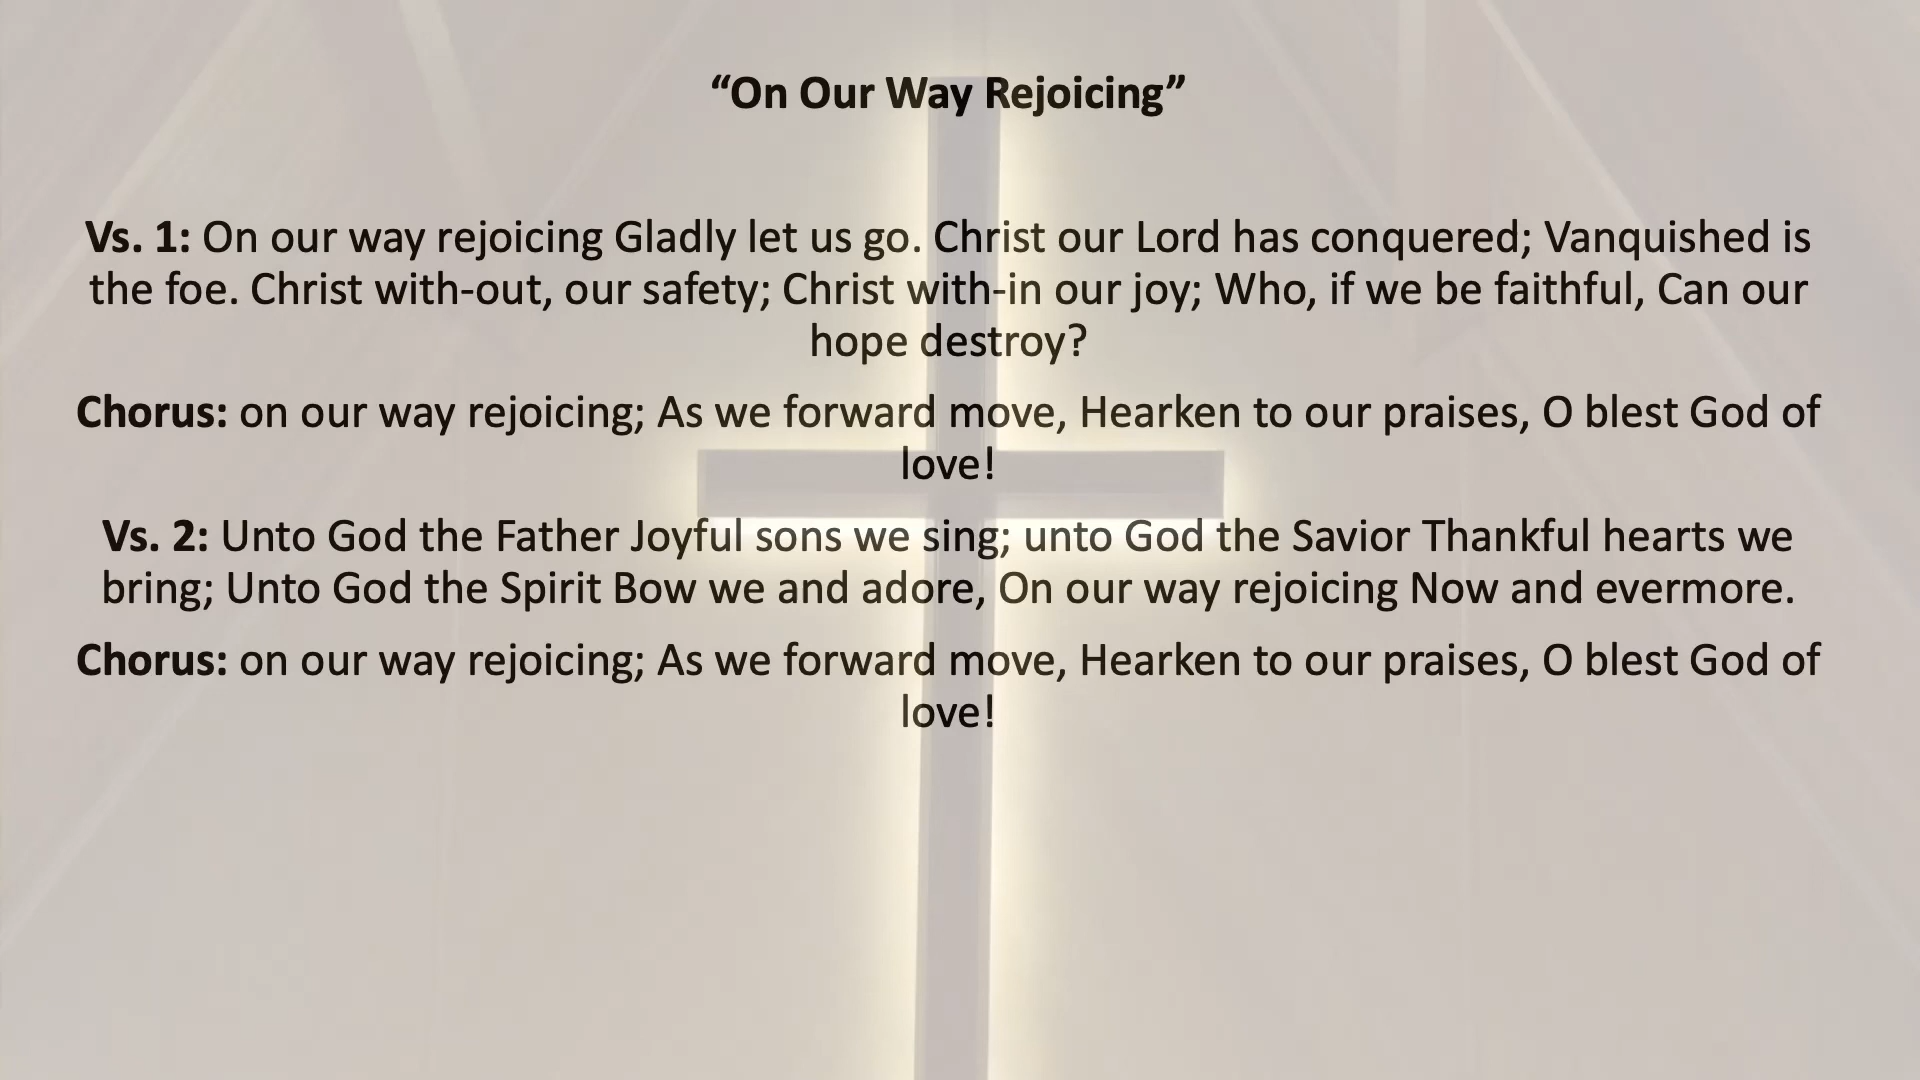 “On Our Way Rejoicing”
Vs. 1: On our way rejoicing Gladly let us go. Christ our Lord has conquered; Vanquished is
the foe. Christ with-out, our safety; Christ with-in our joy; Who, if we be faithful, Can our
hope destroy?
Chorus: on our way rejoicing; As we forward move, Hearken to our praises, O blest God of
love!
Vs. 2: Unto God the Father Joyful sons we sing; unto God the Savior Thankful hearts we
bring; Unto God the Spirit Bow we and adore, On our way rejoicing Now and evermore.
Chorus: on our way rejoicing; As we forward move, Hearken to our praises, O blest God of
love!